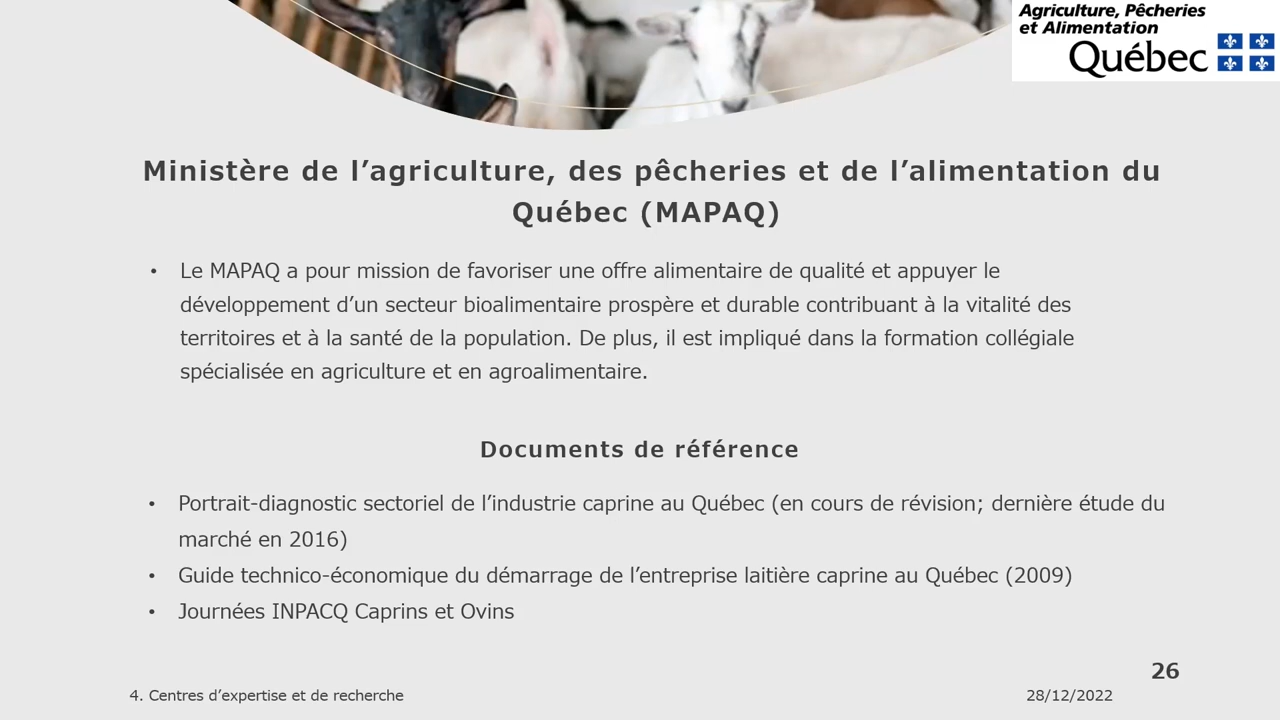 Agriculture, Pêcheries
et Alimentation
Québec
Ministère de l’agriculture, des pêcheries et de l’alimentation du
Québec (MAPAQ)
• Le MAPAQ a pour mission de favoriser une offre alimentaire de qualité et appuyer le
développement d’un secteur bioalimentaire prospère et durable contribuant à la vitalité des
territoires et à la santé de la population. De plus, il est impliqué dans la formation collégiale
spécialisée en agriculture et en agroalimentaire.
Documents de référence
• Portrait-diagnostic sectoriel de l’industrie caprine au Québec (en cours de révision; dernière étude du
marché en 2016)
• Guide technico-économique du démarrage de l’entreprise laitière caprine au Québec (2009)
• Journées INPACQ Caprins et Ovins
26
4. Centres d’expertise et de recherche
28/12/2022